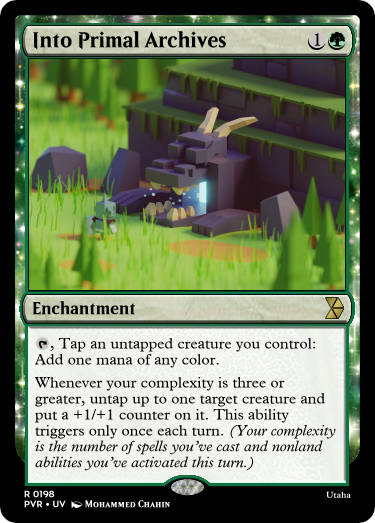 Into Primal Archives 1
Enchantment
, Tap an untapped creature you control:
Add one mana of any color.
Whenever your complexity is three or
greater, untap up to one target creature and
put a +1/+1 counter on it. This ability
triggers only once each turn. (Your complexity
is the number of spells you've cast and nonland
abilities you've activated this turn.)
R 0198
Utaha
PVR • UV Mohammed Chahin